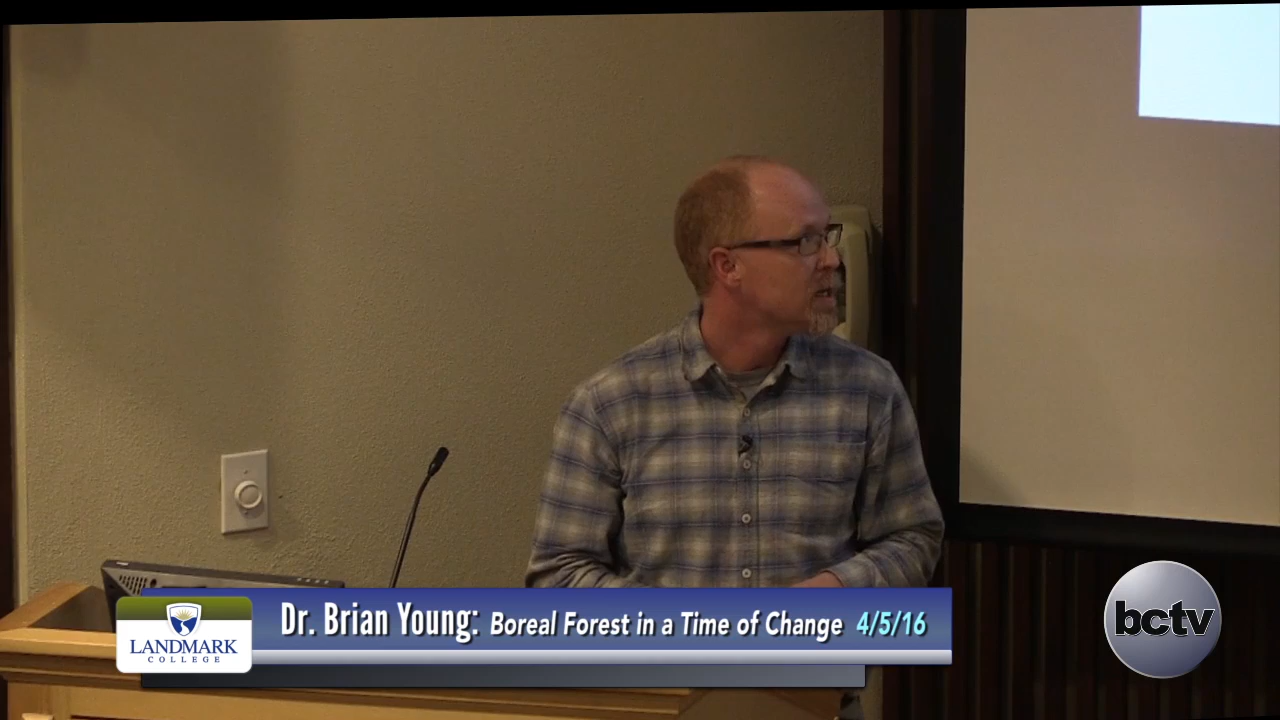 Dr. Brian Young: Boreal Forest in a Time of Change 4/5/16
LANDMARK
COLLEGE
bctv